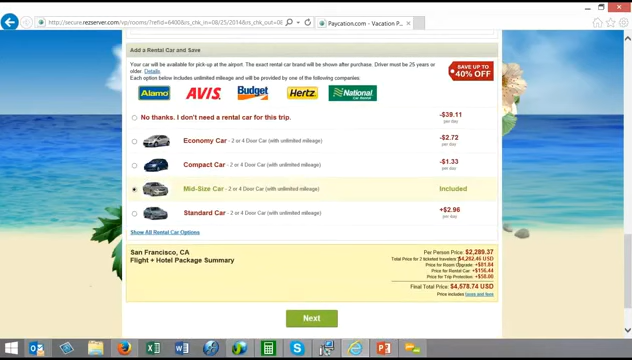 http://secure.rezserver.com/vp/rooms/?refid=6400&rs_chk_in=08/25/2014&rs_chk_out=08
Paycation.com - Vacation P...
Add a Rental Car and Save
Your car will be available for pick-up at the airport. The exact rental car brand will be shown after purchase. Driver must be 25 years or older. Details.
Each option below includes unlimited mileage and will be provided by one of the following companies:
SAVE UP TO
40% OFF
Alamo AVIS Budget Hertz National
Car Rental
No thanks. I don't need a rental car for this trip. -$39.11
per day
Economy Car - 2 or 4 Door Car (with unlimited mileage) -$2.72
per day
Compact Car - 2 or 4 Door Car (with unlimited mileage) -$1.33
per day
Mid-Size Car - 2 or 4 Door Car (with unlimited mileage) Included
Standard Car - 2 or 4 Door Car (with unlimited mileage) +$2.96
per day
Show All Rental Car Options
San Francisco, CA
Flight + Hotel Package Summary
Per Person Price: $2,289.37
Total Price for 2 ticketed travelers: $4,282.46 USD
Price for Room Upgrade: +$81.84
Price for Rental Car: +$156.44
Price for Trip Protection: +$58.00
Final Total Price: $4,578.74 USD
Price includes taxes and fees
Next